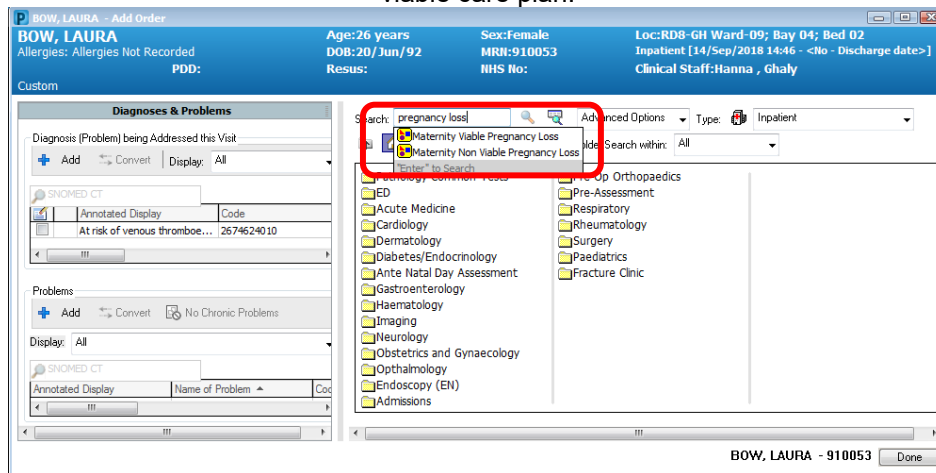 viable care plan.
BOW, LAURA - Add Order
BOW, LAURA Age:26 years Sex:Female Loc:RD8-GH Ward-09; Bay 04; Bed 02
Allergies: Allergies Not Recorded DOB:20/Jun/92 MRN:910053 Inpatient [14/Sep/2018 14:46 - <No - Discharge date>]
PDD: Resus: NHS No: Clinical Staff:Hanna , Ghaly
Custom
Diagnoses & Problems
Diagnosis (Problem) being Addressed this Visit
Add Convert Display: All
SNOMED CT
Annotated Display Code
At risk of venous thromboe... 2674624010
Problems
Add Convert No Chronic Problems
Display: All
SNOMED CT
Annotated Display Name of Problem Cod
Search: pregnancy loss Advanced Options Type: Inpatient
Maternity Viable Pregnancy Loss
Maternity Non Viable Pregnancy Loss
"Enter" to Search
Search within: All
Pathology Common Tests
ED
Acute Medicine
Cardiology
Dermatology
Diabetes/Endocrinology
Ante Natal Day Assessment
Gastroenterology
Haematology
Imaging
Neurology
Obstetrics and Gynaecology
Opthalmology
Endoscopy (EN)
Admissions
Pre-Op Orthopaedics
Pre-Assessment
Respiratory
Rheumatology
Surgery
Paediatrics
Fracture Clinic
BOW, LAURA - 910053 Done